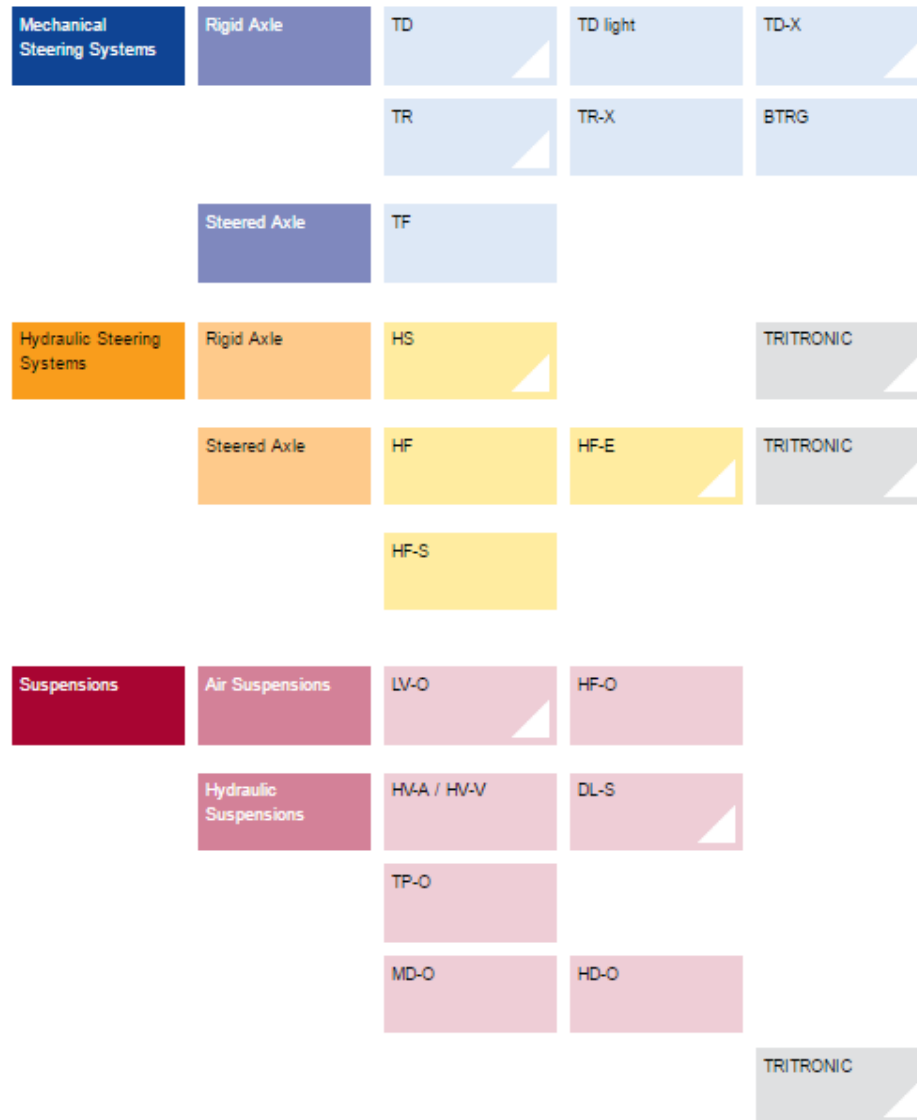 Mechanical
Steering Systems
Rigid Axle
TD
TD light
TD-X
TR
TR-X
BTRG
Steered Axle
TF
Hydraulic Steering
Systems
Rigid Axle
HS
TRITRONIC
Steered Axle
HF
HF-E
TRITRONIC
HF-S
Suspensions
Air Suspensions
LV-O
HF-O
Hydraulic
Suspensions
HV-A / HV-V
DL-S
TP-O
MD-O
HD-O
TRITRONIC